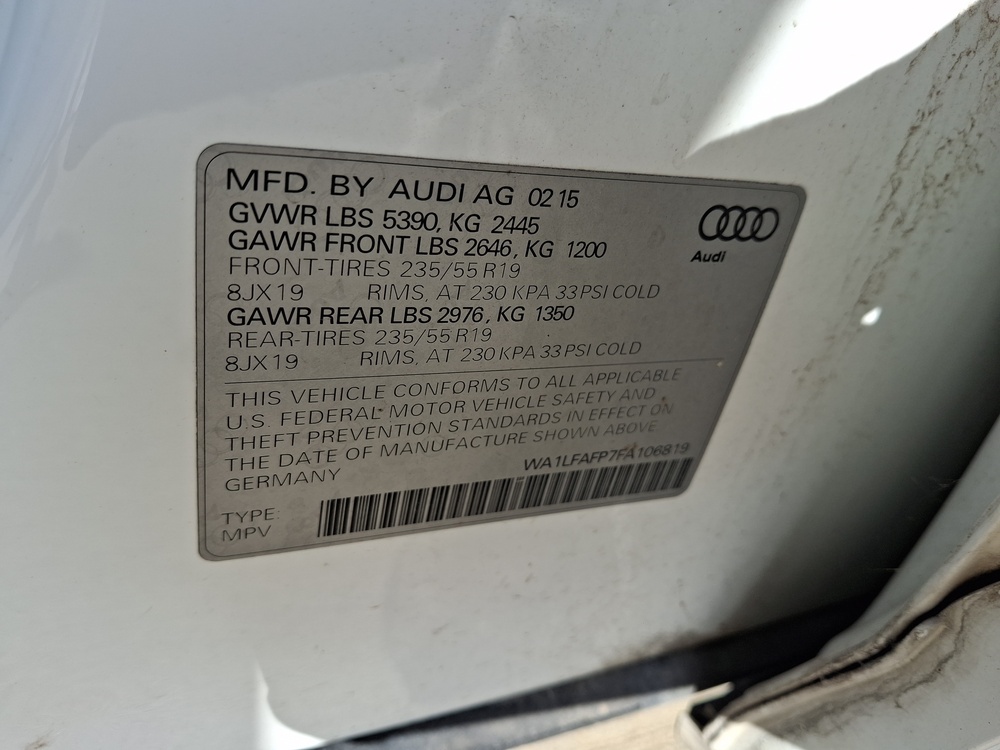 MFD. BY AUDI AG 02 15
GVWR LBS 5390, KG 2445
GAWR FRONT LBS 2646, KG 1200
FRONT-TIRES 235/55 R19
8JX19 RIMS, AT 230 KPA 33 PSI COLD
GAWR REAR LBS 2976, KG 1350
REAR-TIRES 235/55 R19
8JX19 RIMS, AT 230 KPA 33 PSI COLD
Audi
THIS VEHICLE CONFORMS TO ALL APPLICABLE
U.S. FEDERAL MOTOR VEHICLE SAFETY AND
THEFT PREVENTION STANDARDS IN EFFECT ON
THE DATE OF MANUFACTURE SHOWN ABOVE
GERMANY
WA1LFAFP7FA106819
TYPE
MPV